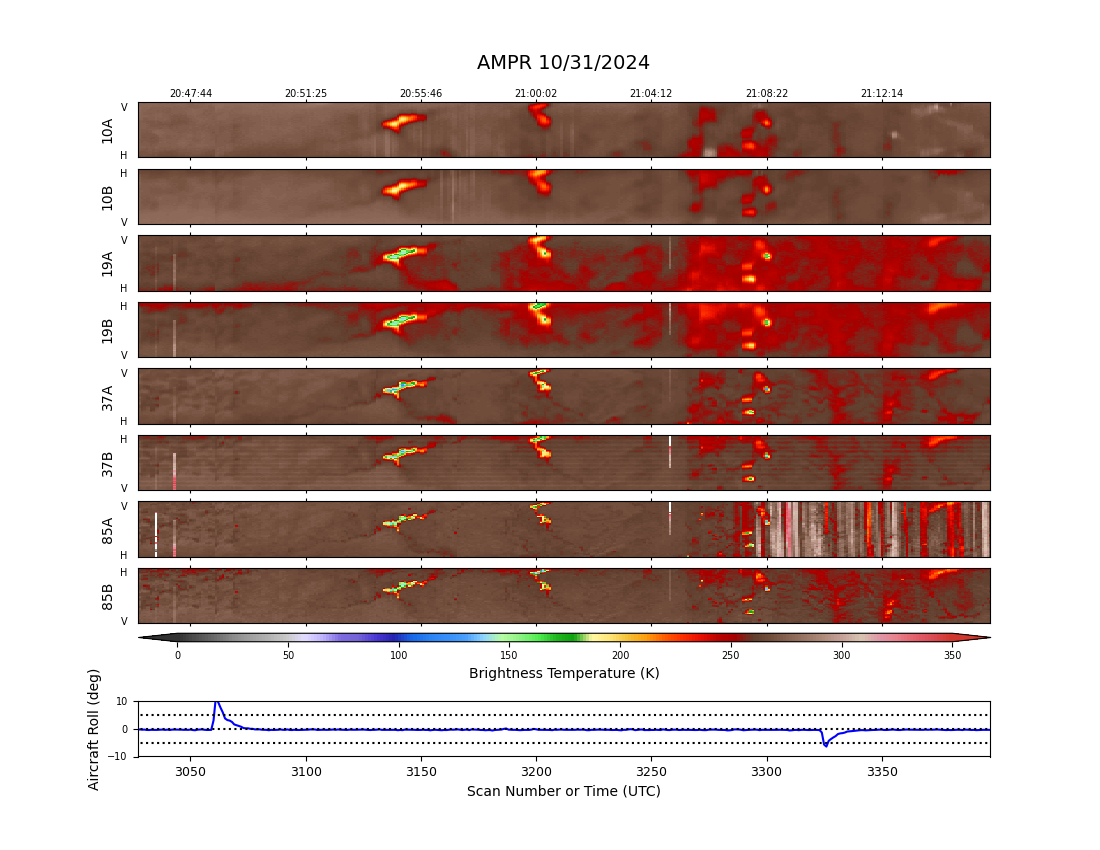 AMPR 10/31/2024
20:47:44 20:51:25 20:55:46 21:00:02 21:04:12 21:08:22 21:12:14
V
10A
H
H
10B
V
V
19A
H
H
19B
V
V
37A
H
H
37B
V
V
85A
H
H
85B
V
0 50 100 150 200 250 300 350
Brightness Temperature (K)
Aircraft Roll (deg)
10
0
−10
3050 3100 3150 3200 3250 3300 3350
Scan Number or Time (UTC)